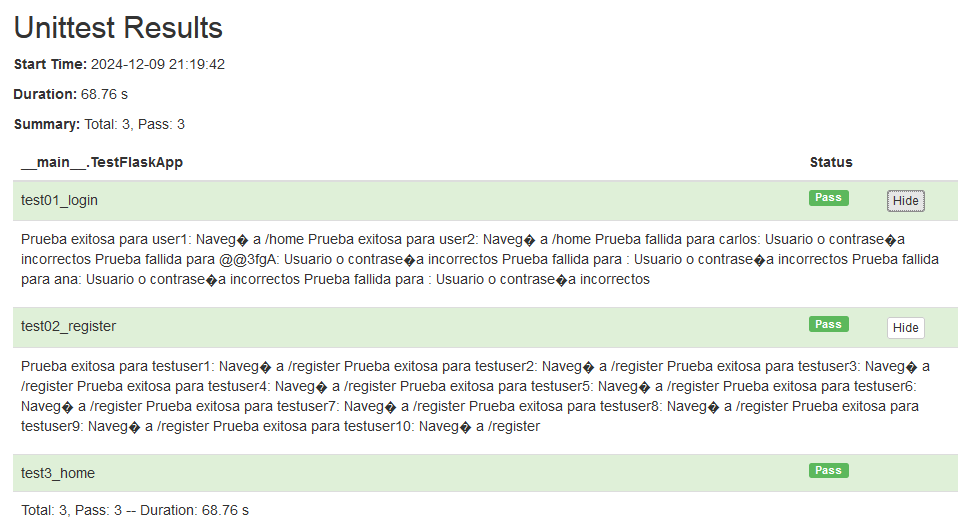 Unittest Results
Start Time: 2024-12-09 21:19:42
Duration: 68.76 s
Summary: Total: 3, Pass: 3
__main__.TestFlaskApp Status
test01_login Pass Hide
Prueba exitosa para user1: Naveg� a /home Prueba exitosa para user2: Naveg� a /home Prueba fallida para carlos: Usuario o contrase�a
incorrectos Prueba fallida para @@3fgA: Usuario o contrase�a incorrectos Prueba fallida para : Usuario o contrase�a incorrectos Prueba fallida
para ana: Usuario o contrase�a incorrectos Prueba fallida para : Usuario o contrase�a incorrectos
test02_register Pass Hide
Prueba exitosa para testuser1: Naveg� a /register Prueba exitosa para testuser2: Naveg� a /register Prueba exitosa para testuser3: Naveg� a
/register Prueba exitosa para testuser4: Naveg� a /register Prueba exitosa para testuser5: Naveg� a /register Prueba exitosa para testuser6:
Naveg� a /register Prueba exitosa para testuser7: Naveg� a /register Prueba exitosa para testuser8: Naveg� a /register Prueba exitosa para
testuser9: Naveg� a /register Prueba exitosa para testuser10: Naveg� a /register
test3_home Pass
Total: 3, Pass: 3 -- Duration: 68.76 s